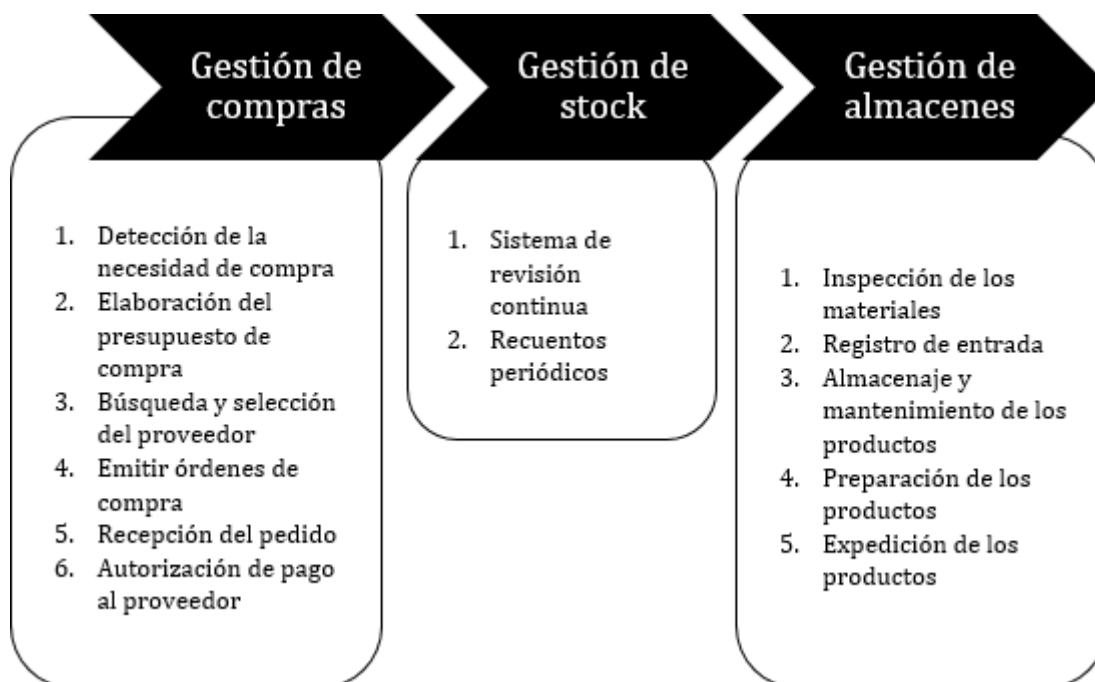 Gestión de
compras
1. Detección de la
necesidad de compra
2. Elaboración del
presupuesto de
compra
3. Búsqueda y selección
del proveedor
4. Emitir órdenes de
compra
5. Recepción del pedido
6. Autorización de pago
al proveedor
Gestión de
stock
1. Sistema de
revisión
continua
2. Recuentos
periódicos
Gestión de
almacenes
1. Inspección de los
materiales
2. Registro de entrada
3. Almacenaje y
mantenimiento de los
productos
4. Preparación de los
productos
5. Expedición de los
productos